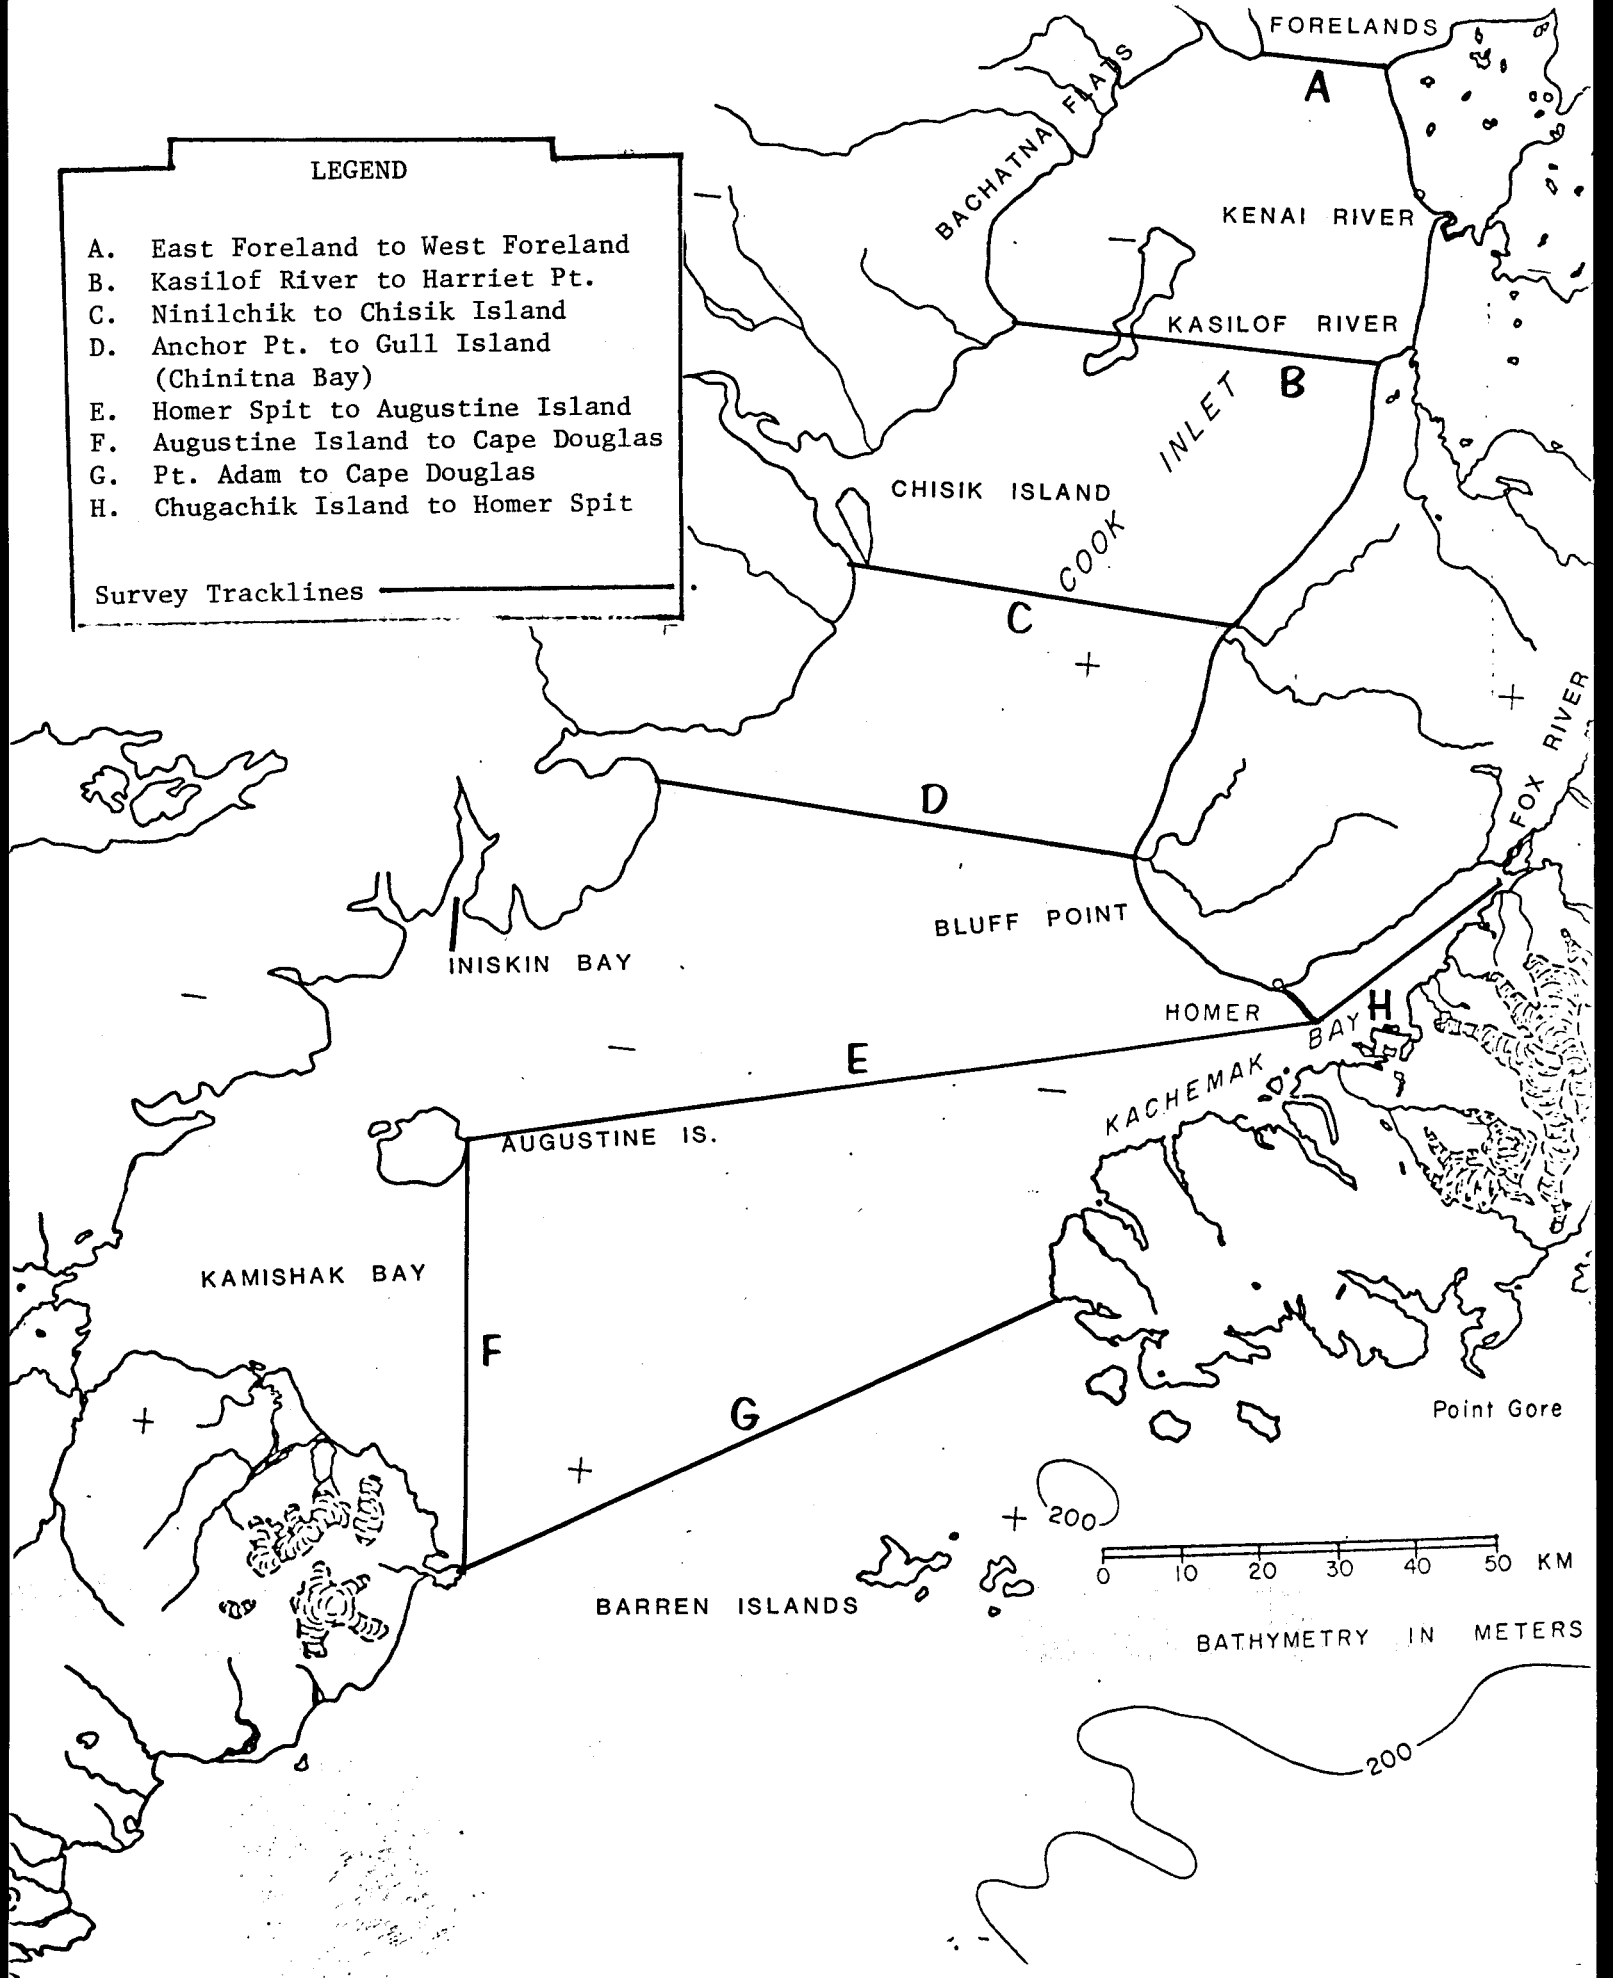 FORELANDS
A
BACHATNA FLATS
LEGEND
A. East Foreland to West Foreland
B. Kasilof River to Harriet Pt.
C. Ninilchik to Chisik Island
D. Anchor Pt. to Gull Island
(Chinitna Bay)
E. Homer Spit to Augustine Island
F. Augustine Island to Cape Douglas
G. Pt. Adam to Cape Douglas
H. Chugachik Island to Homer Spit
Survey Tracklines
KENAI RIVER
KASILOF RIVER
B
COOK INLET
CHISIK ISLAND
C
FOX RIVER
D
BLUFF POINT
INISKIN BAY
HOMER
H
KACHEMAK BAY
E
AUGUSTINE IS.
KAMISHAK BAY
F
G
Point Gore
200
0 10 20 30 40 50 KM
BARREN ISLANDS
BATHYMETRY IN METERS
200